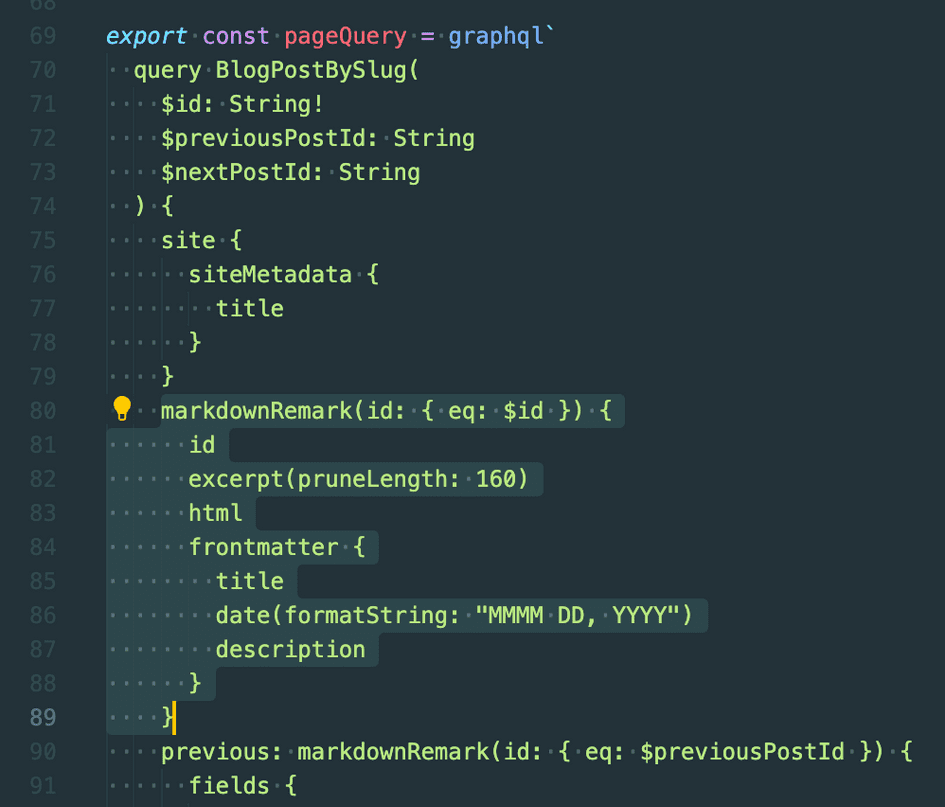 68
69 export const pageQuery = graphql`
70   query BlogPostBySlug(
71     $id: String!
72     $previousPostId: String
73     $nextPostId: String
74   ) {
75     site {
76       siteMetadata {
77         title
78       }
79     }
80     markdownRemark(id: { eq: $id }) {
81       id
82       excerpt(pruneLength: 160)
83       html
84       frontmatter {
85         title
86         date(formatString: "MMMM DD, YYYY")
87         description
88       }
89     }
90     previous: markdownRemark(id: { eq: $previousPostId }) {
91       fields {